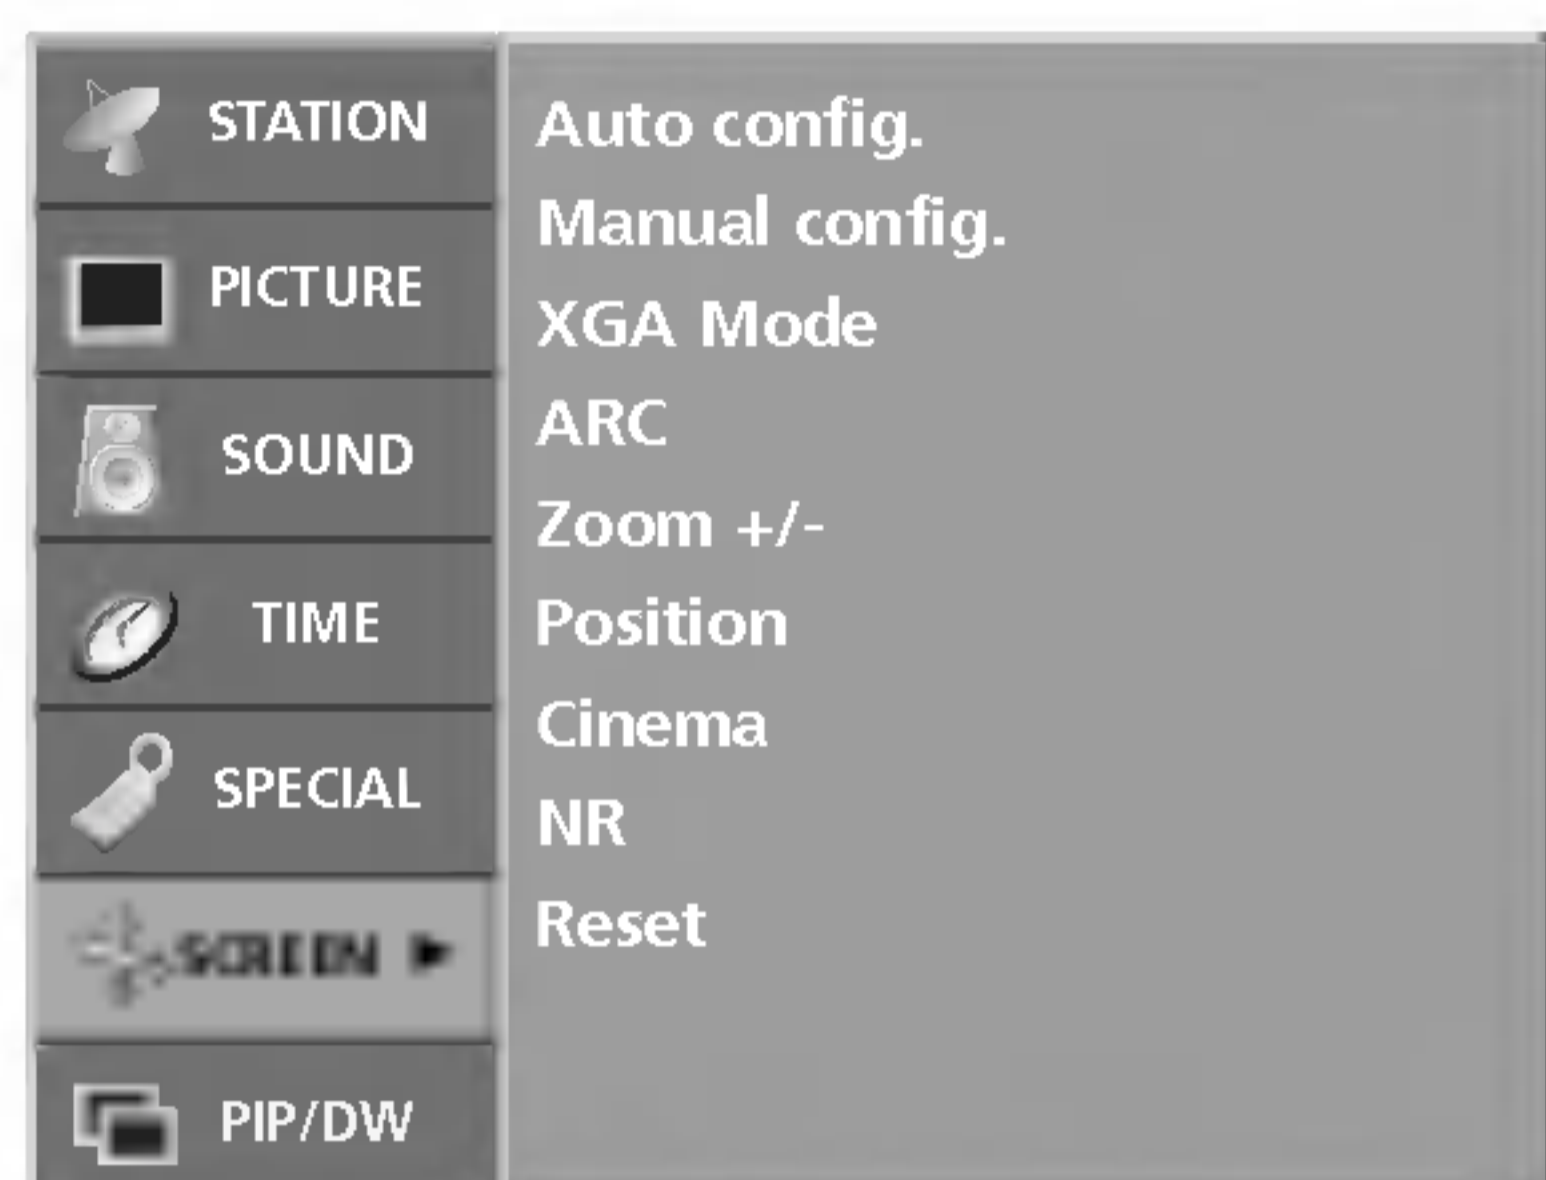 STATION
PICTURE
SOUND
TIME
SPECIAL
SCREEN
PIP/DW
Auto config.
Manual config.
XGA Mode
ARC
Zoom +/-
Position
Cinema
NR
Reset